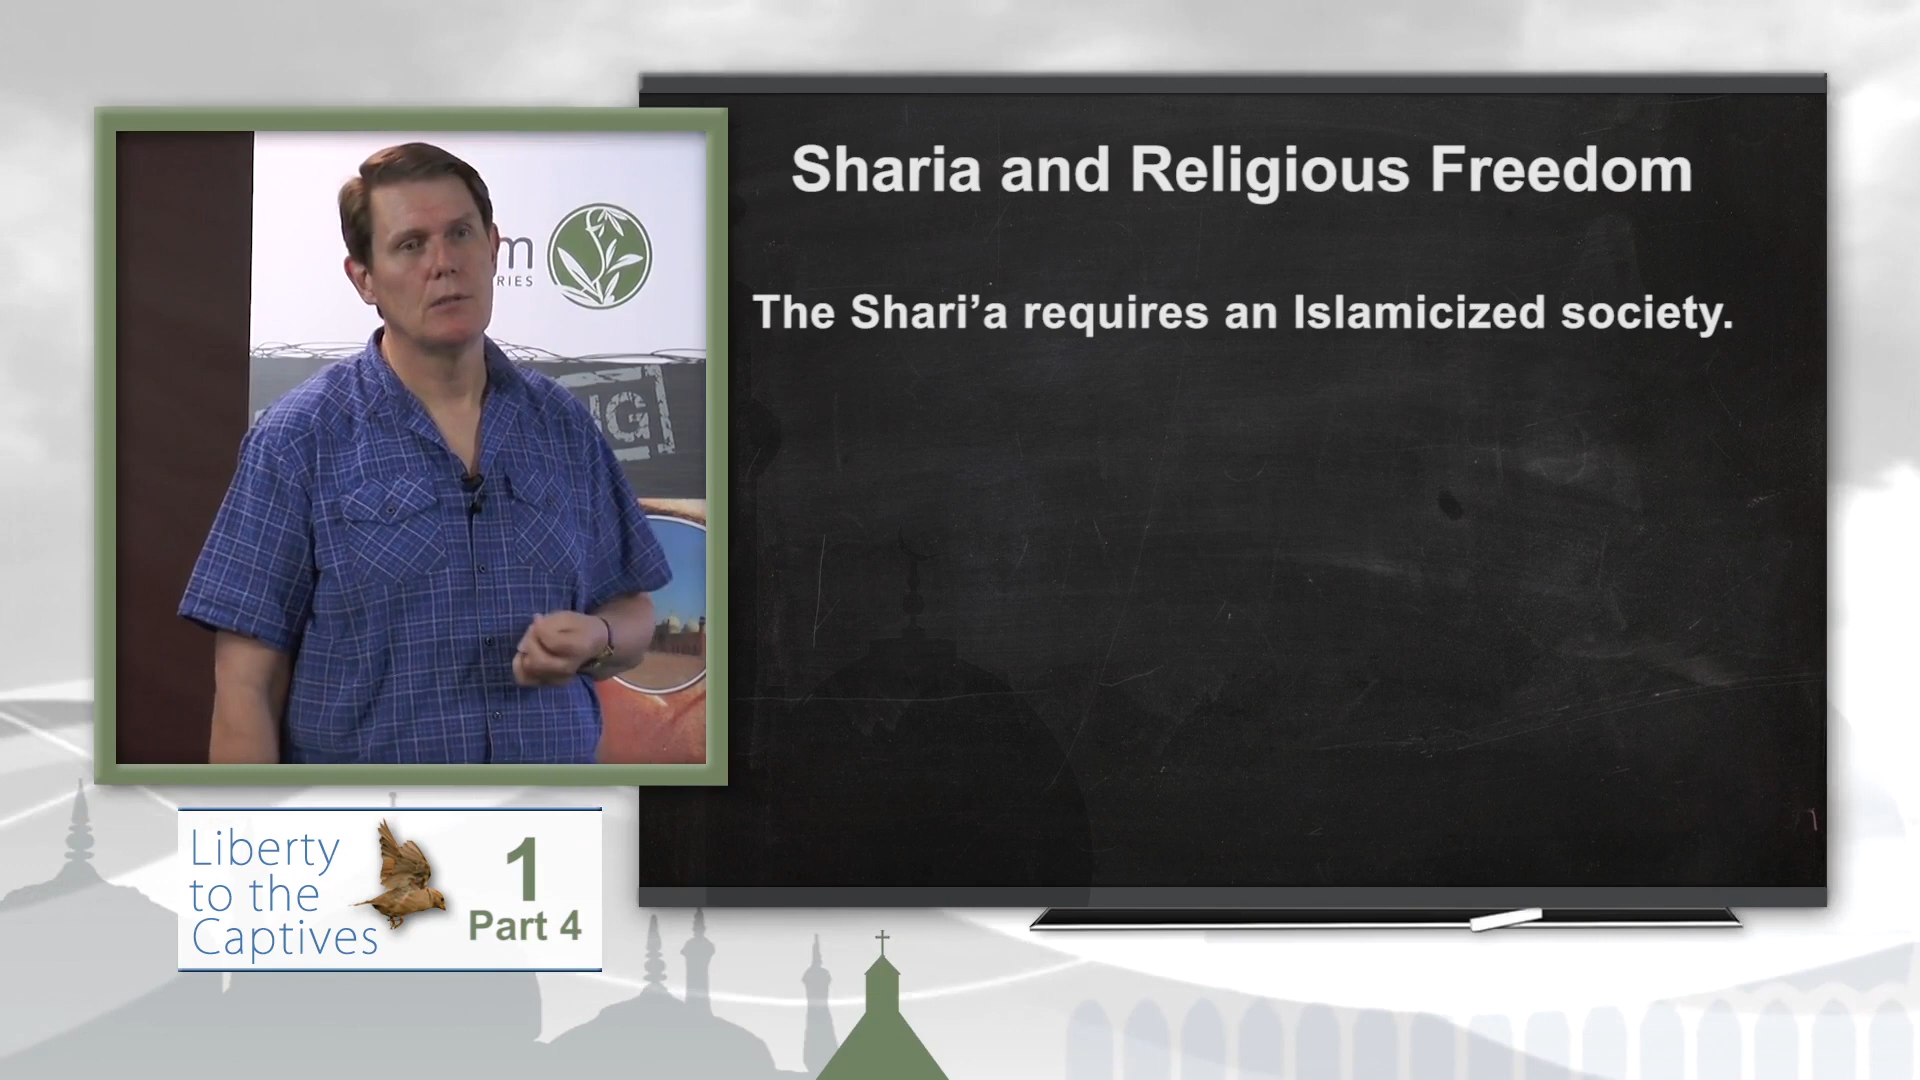 Sharia and Religious Freedom
The Shari’a requires an Islamicized society.
Liberty
to the
Captives
1
Part 4